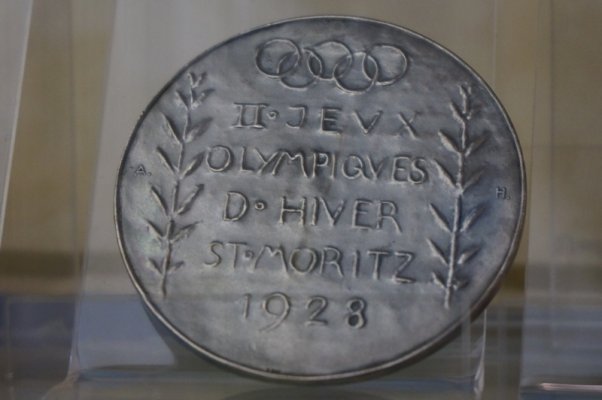 II• JEVX
OLYMPIQVES
D• HIVER
ST•MORITZ
1928
A.
H.